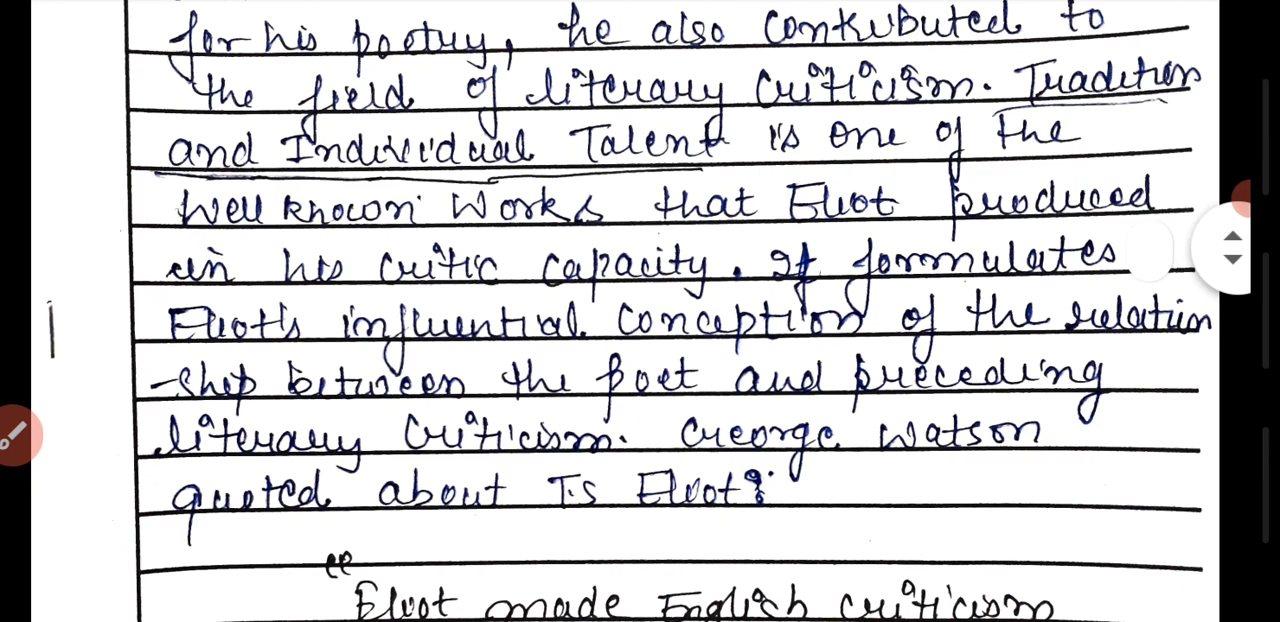 for his poetry, he also contributed to
the field of literary criticism. Tradition
and Individual Talent is one of the
well known works that Eliot produced
in his critic capacity. It formulates
Eliot's influential conception of the relation
-ship between the poet and preceding
literary criticism. George Watson
quoted about T.S Eliot:
"Eliot made English criticism